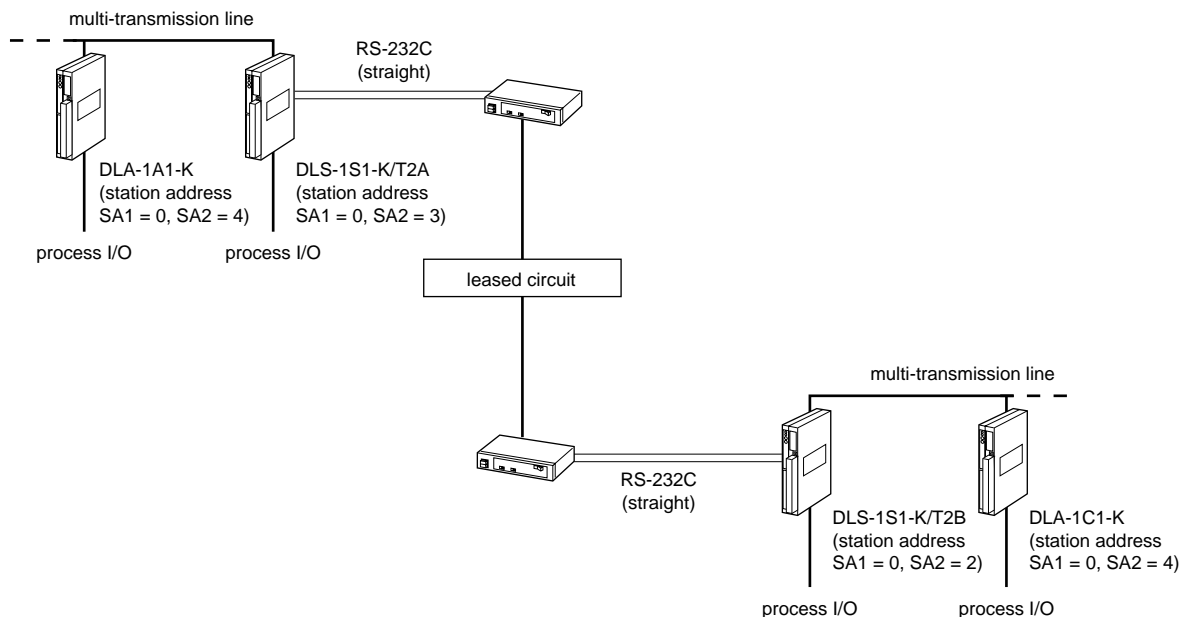 multi-transmission line
RS-232C
(straight)
DLA-1A1-K
(station address
SA1 = 0, SA2 = 4)
process I/O
DLS-1S1-K/T2A
(station address
SA1 = 0, SA2 = 3)
process I/O
leased circuit
multi-transmission line
RS-232C
(straight)
DLS-1S1-K/T2B
(station address
SA1 = 0, SA2 = 2)
process I/O
DLA-1C1-K
(station address
SA1 = 0, SA2 = 4)
process I/O